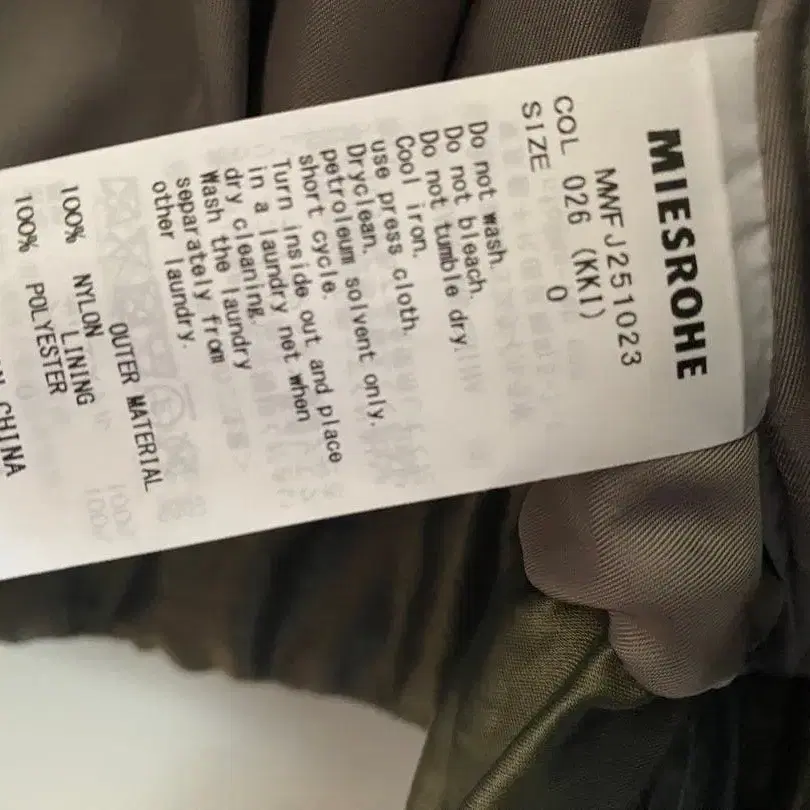 MIESROHE
MWFJ251023
COL 026 (KKI)
SIZE 0
Do not wash.
Do not bleach.
Do not tumble dry.
Cool iron.
use press cloth.
Dryclean,
petroleum solvent only.
short cycle.
Turn inside out and place
in a laundry net when
dry cleaning.
Wash the laundry
separately from
other laundry.
OUTER MATERIAL
100% NYLON
LINING
100% POLYESTER
CHINA